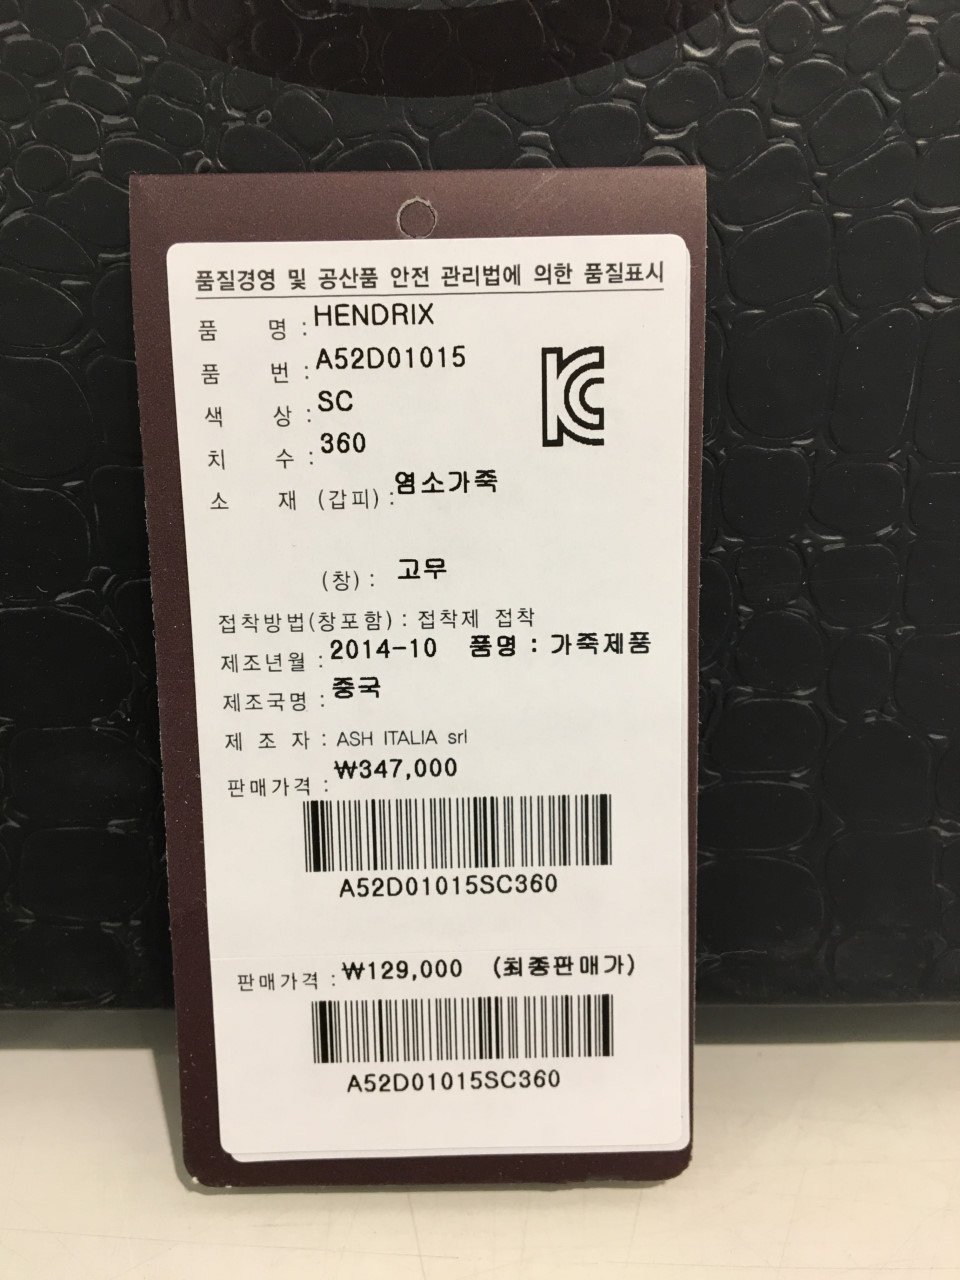 품질경영 및 공산품 안전 관리법에 의한 품질표시
품 명 : HENDRIX
품 번 : A52D01015
색 상 : SC
치 수 : 360
소 재 (갑피) : 염소가죽
(창) : 고무
접착방법(창포함) : 접착제 접착
제조년월 : 2014-10 품명 : 가죽제품
제조국명 : 중국
제 조 자 : ASH ITALIA srl
판매가격 : ₩347,000
A52D01015SC360
판매가격 : ₩129,000 (최종판매가)
A52D01015SC360